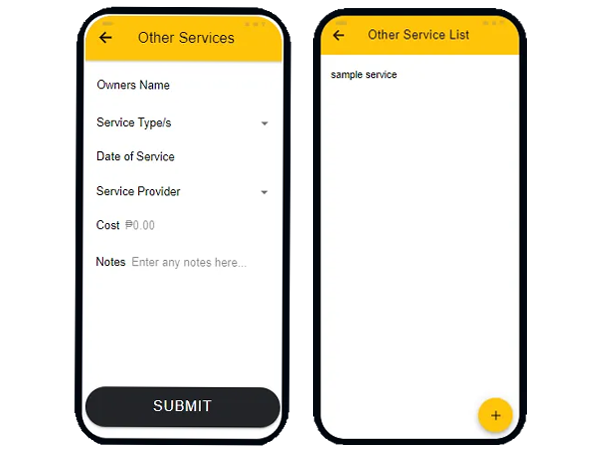 Other Services
Owners Name
Service Type/s
Date of Service
Service Provider
Cost ₱0.00
Notes Enter any notes here...
SUBMIT
Other Service List
sample service
+